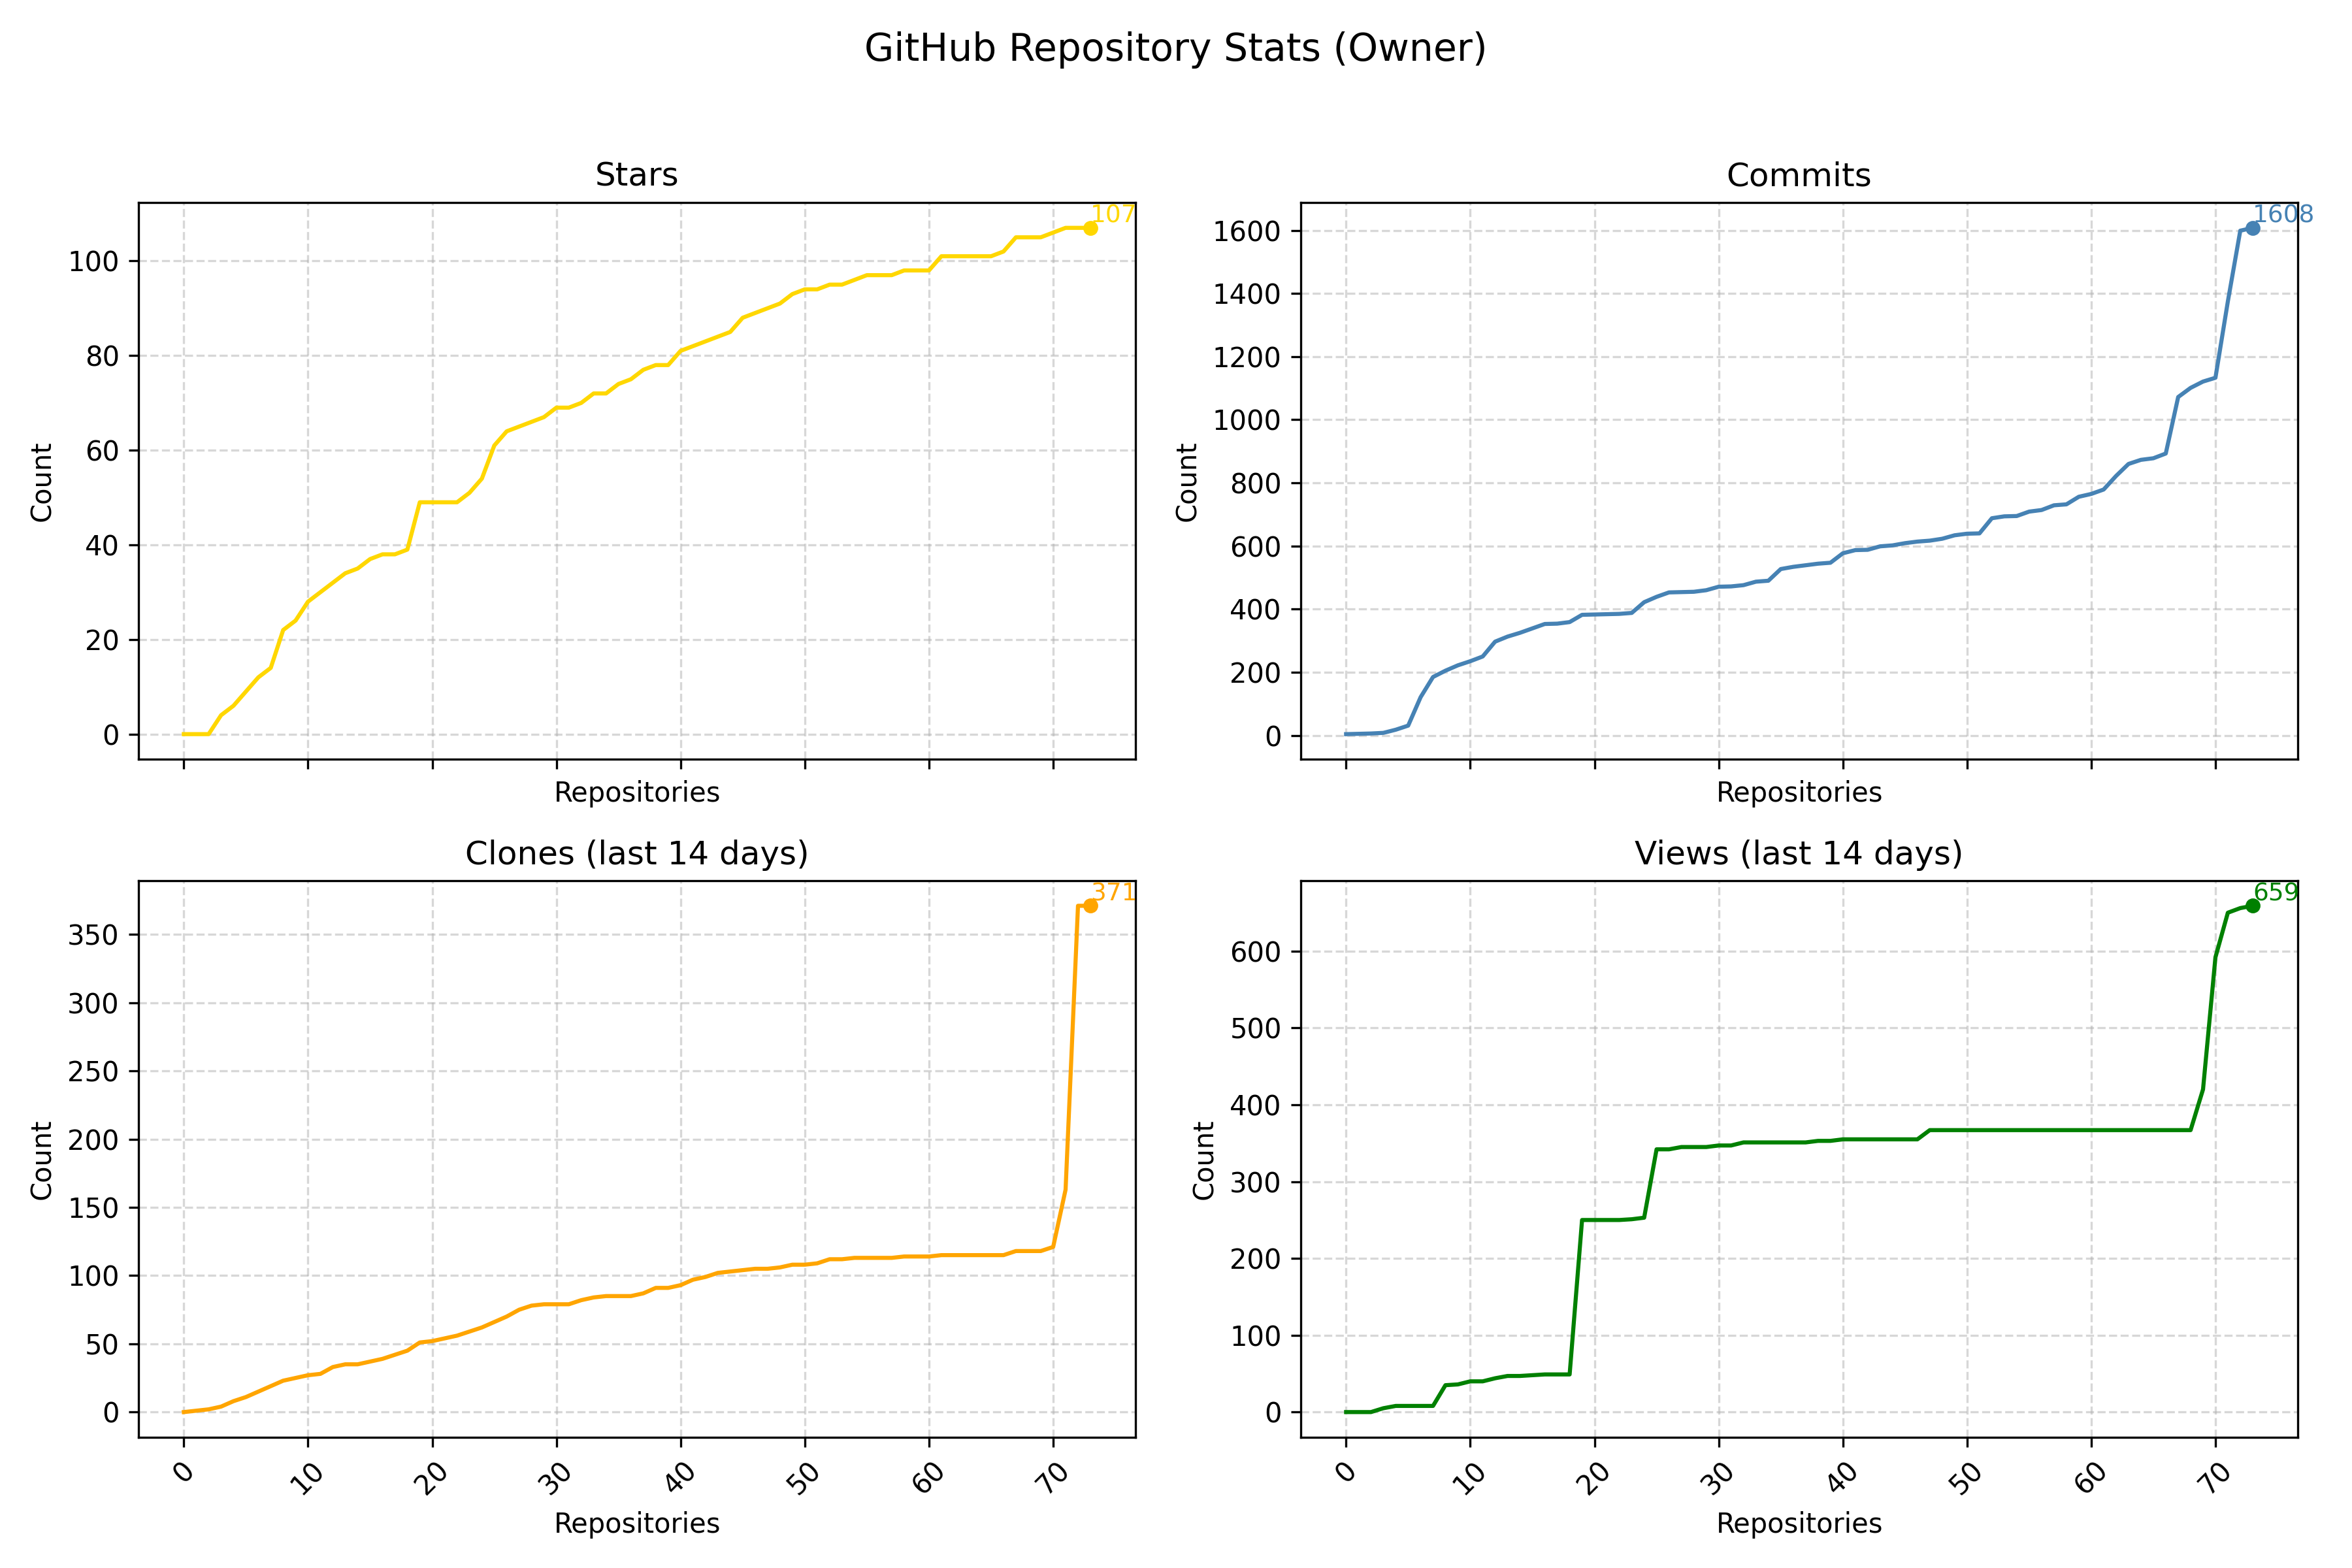 GitHub Repository Stats (Owner)
Stars
107
100
80
60
40
20
0
Count
Repositories
Commits
1608
1600
1400
1200
1000
800
600
400
200
0
Count
Repositories
Clones (last 14 days)
371
350
300
250
200
150
100
50
0
Count
0 10 20 30 40 50 60 70
Repositories
Views (last 14 days)
659
600
500
400
300
200
100
0
Count
0 10 20 30 40 50 60 70
Repositories